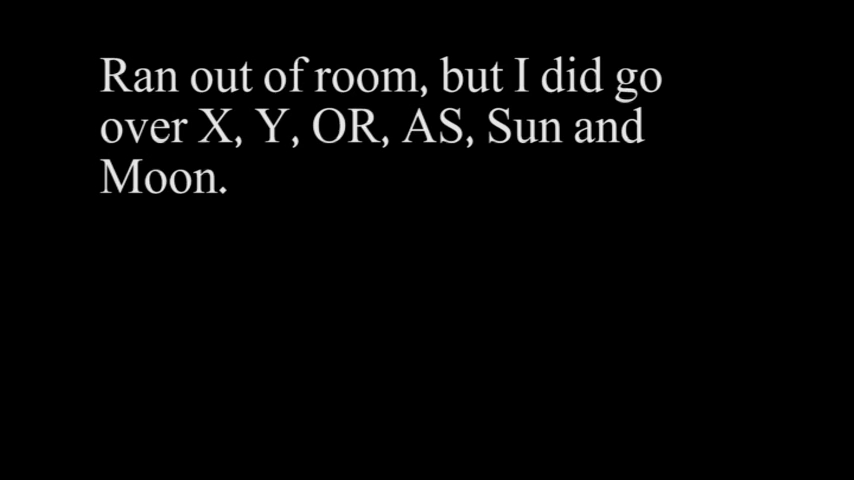 Ran out of room, but I did go
over X, Y, OR, AS, Sun and
Moon.